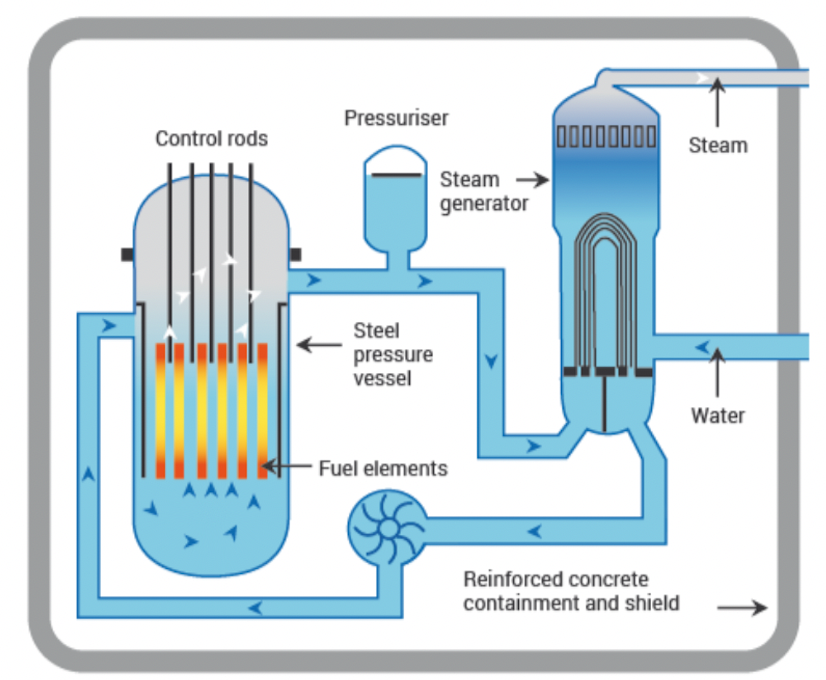 Control rods
Pressuriser
Steam
generator
Steam
Steel
pressure
vessel
Water
Fuel elements
Reinforced concrete
containment and shield